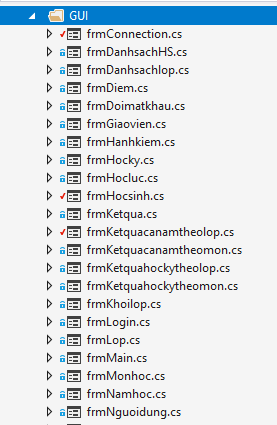 GUI
frmConnection.cs
frmDanhsachHS.cs
frmDanhsachlop.cs
frmDiem.cs
frmDoimatkhau.cs
frmGiaovien.cs
frmHanhkiem.cs
frmHocky.cs
frmHocluc.cs
frmHocsinh.cs
frmKetqua.cs
frmKetquacanamtheolop.cs
frmKetquacanamtheomon.cs
frmKetquahockytheolop.cs
frmKetquahockytheomon.cs
frmKhoilop.cs
frmLogin.cs
frmLop.cs
frmMain.cs
frmMonhoc.cs
frmNamhoc.cs
frmNguoidung.cs